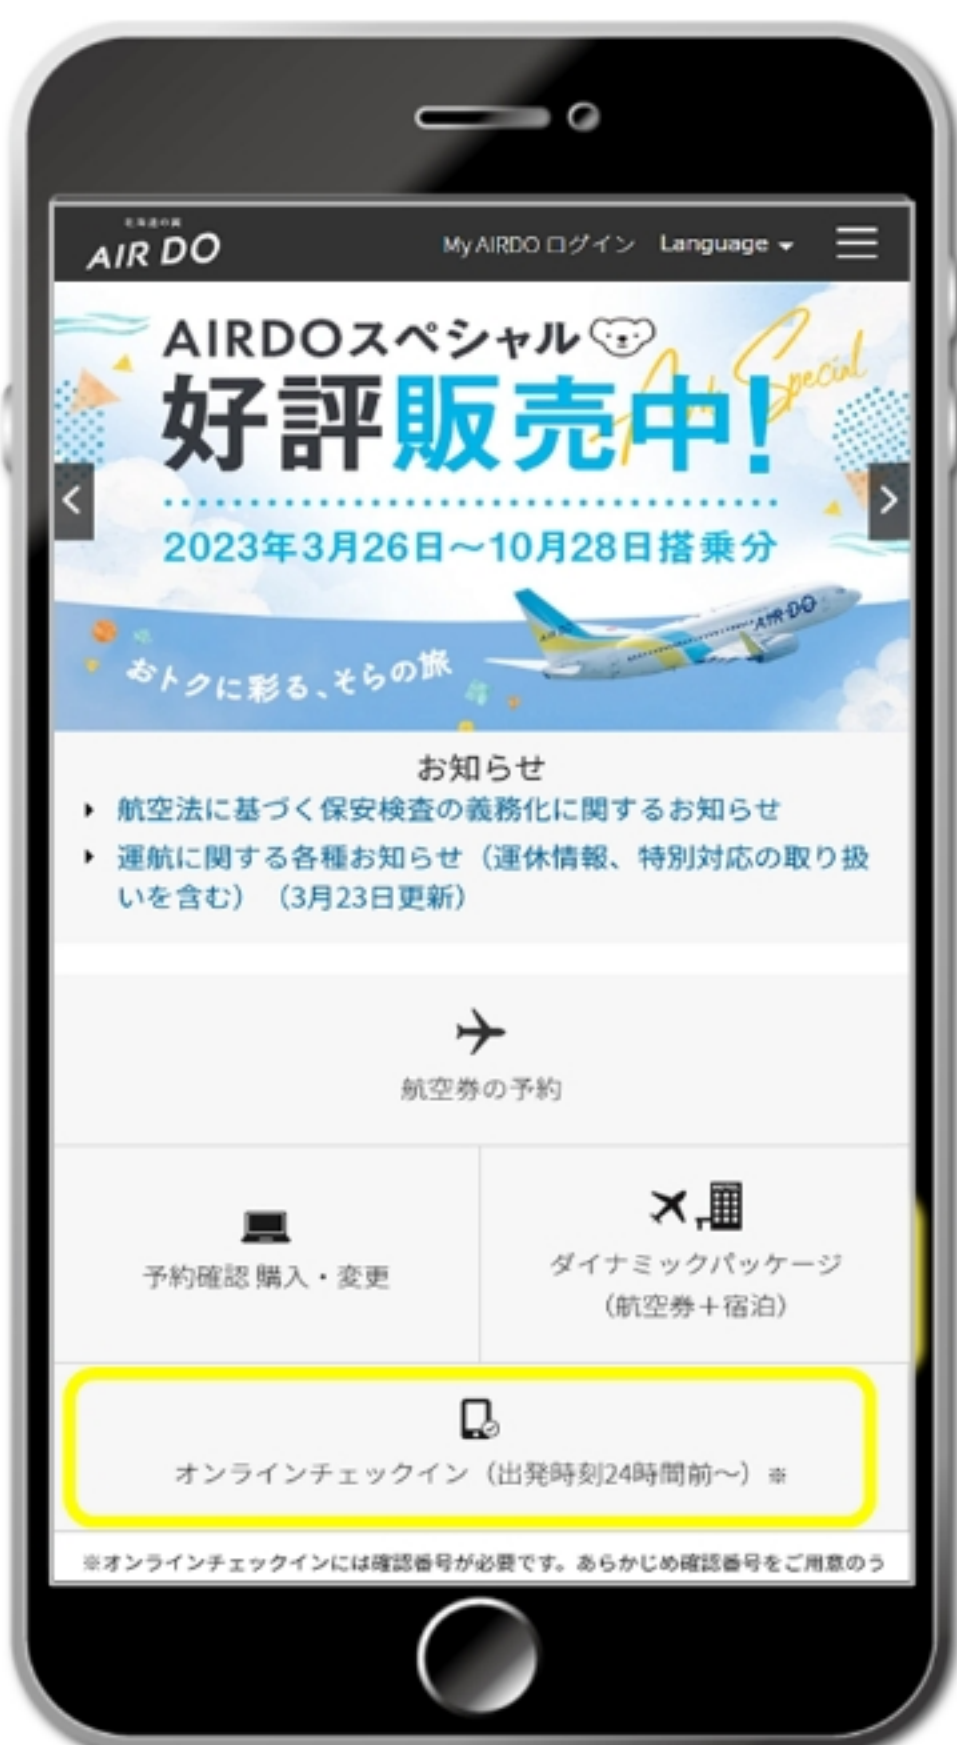 北海道の翼
AIR DO
My AIRDO ログイン
Language
AIRDOスペシャル
Special
好評販売中!
2023年3月26日～10月28日搭乗分
AIR DO
おトクに彩る、そらの旅
お知らせ
航空法に基づく保安検査の義務化に関するお知らせ
運航に関する各種お知らせ（運休情報、特別対応の取り扱
いを含む）（3月23日更新）
航空券の予約
予約確認 購入・変更
ダイナミックパッケージ
（航空券＋宿泊）
オンラインチェックイン（出発時刻24時間前～）※
※オンラインチェックインには確認番号が必要です。あらかじめ確認番号をご用意のう